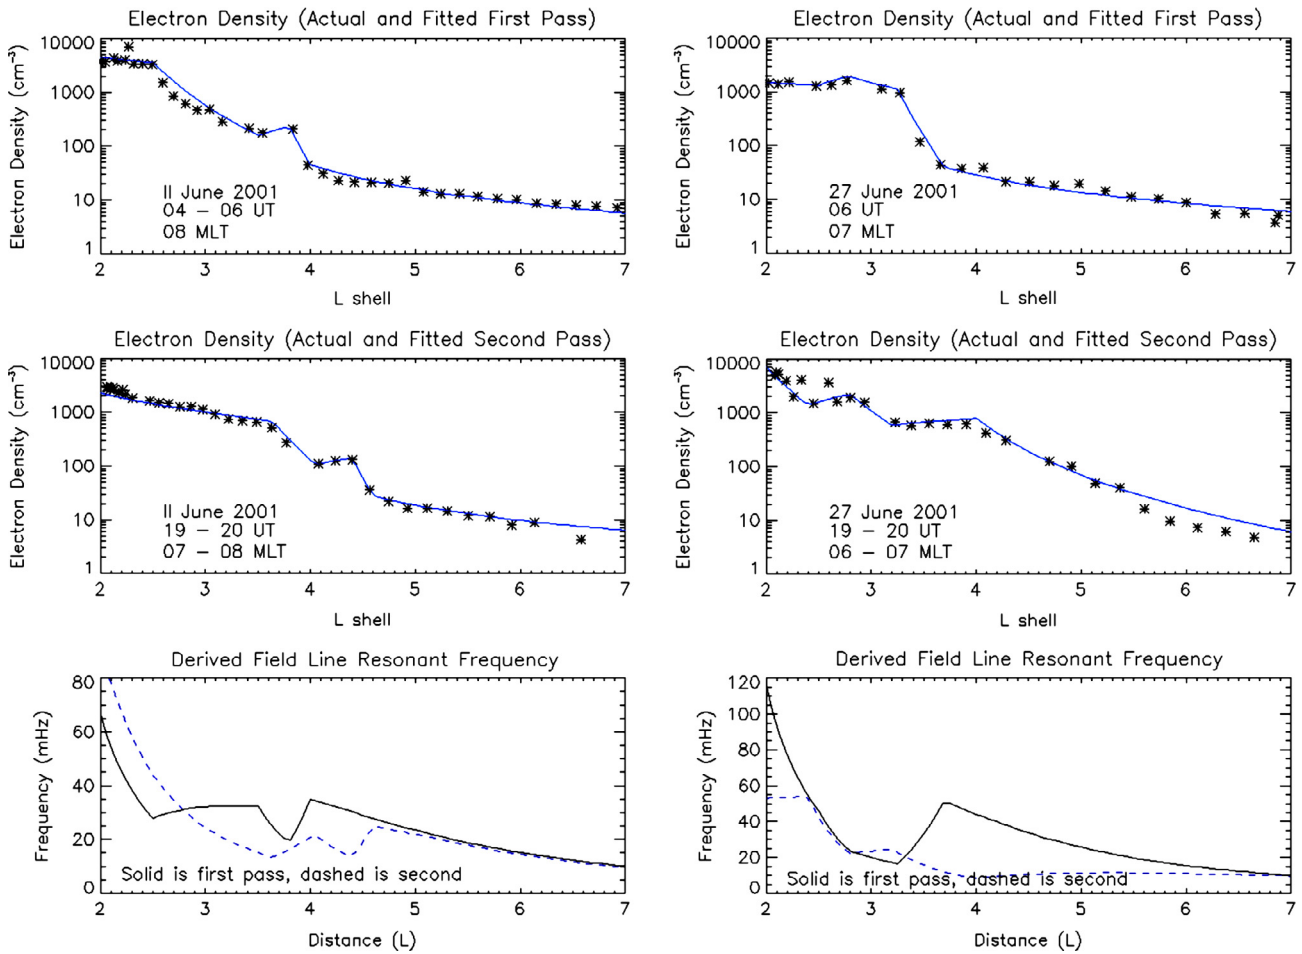 Electron Density (Actual and Fitted First Pass)
Electron Density (cm⁻³)
10000
1000
100
10
1
II June 2001
04 – 06 UT
08 MLT
2 3 4 5 6 7
L shell
Electron Density (Actual and Fitted First Pass)
Electron Density (cm⁻³)
10000
1000
100
10
1
27 June 2001
06 UT
07 MLT
2 3 4 5 6 7
L shell
Electron Density (Actual and Fitted Second Pass)
Electron Density (cm⁻³)
10000
1000
100
10
1
II June 2001
19 – 20 UT
07 – 08 MLT
2 3 4 5 6 7
L shell
Electron Density (Actual and Fitted Second Pass)
Electron Density (cm⁻³)
10000
1000
100
10
1
27 June 2001
19 – 20 UT
06 – 07 MLT
2 3 4 5 6 7
L shell
Derived Field Line Resonant Frequency
Frequency (mHz)
80
60
40
20
0
Solid is first pass, dashed is second
2 3 4 5 6 7
Distance (L)
Derived Field Line Resonant Frequency
Frequency (mHz)
120
100
80
60
40
20
0
Solid is first pass, dashed is second
2 3 4 5 6 7
Distance (L)